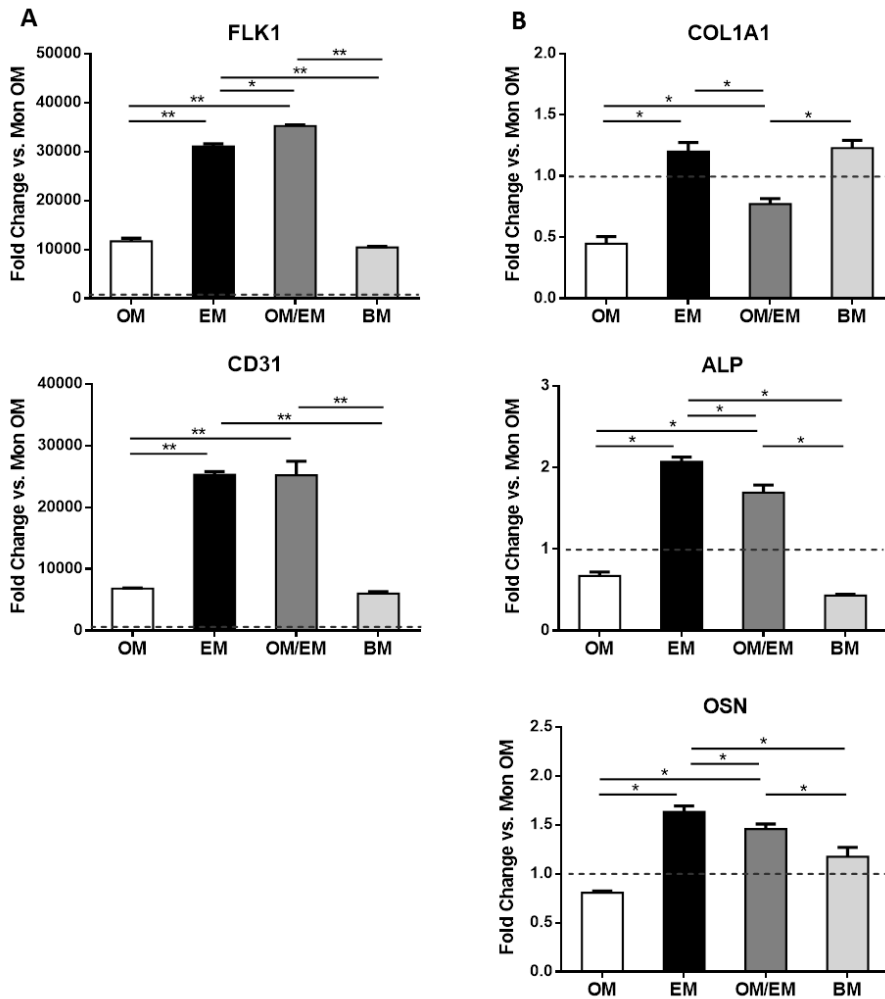 A
FLK1
Fold Change vs. Mon OM
50000
40000
30000
20000
10000
0
**
**
*
**
**
OM EM OM/EM BM
CD31
Fold Change vs. Mon OM
40000
30000
20000
10000
0
**
**
**
**
OM EM OM/EM BM
B
COL1A1
Fold Change vs. Mon OM
2.0
1.5
1.0
0.5
0.0
*
*
*
*
OM EM OM/EM BM
ALP
Fold Change vs. Mon OM
3
2
1
0
*
*
*
*
*
OM EM OM/EM BM
OSN
Fold Change vs. Mon OM
2.5
2.0
1.5
1.0
0.5
0.0
*
*
*
*
*
OM EM OM/EM BM